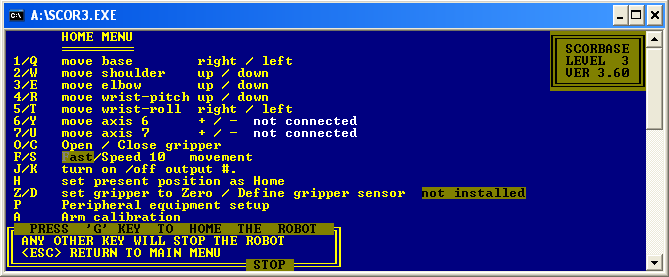 A:\SCOR3.EXE
HOME MENU
SCORBASE
LEVEL 3
VER 3.60
1/Q move base right / left
2/W move shoulder up / down
3/E move elbow up / down
4/R move wrist-pitch up / down
5/T move wrist-roll right / left
6/Y move axis 6 + / - not connected
7/U move axis 7 + / - not connected
O/C Open / Close gripper
F/S Fast/Speed 10 movement
J/K turn on /off output #.
H set present position as Home
Z/D set gripper to Zero / Define gripper sensor not installed
P Peripheral equipment setup
A Arm calibration
PRESS 'G' KEY TO HOME THE ROBOT
ANY OTHER KEY WILL STOP THE ROBOT
<ESC> RETURN TO MAIN MENU
STOP